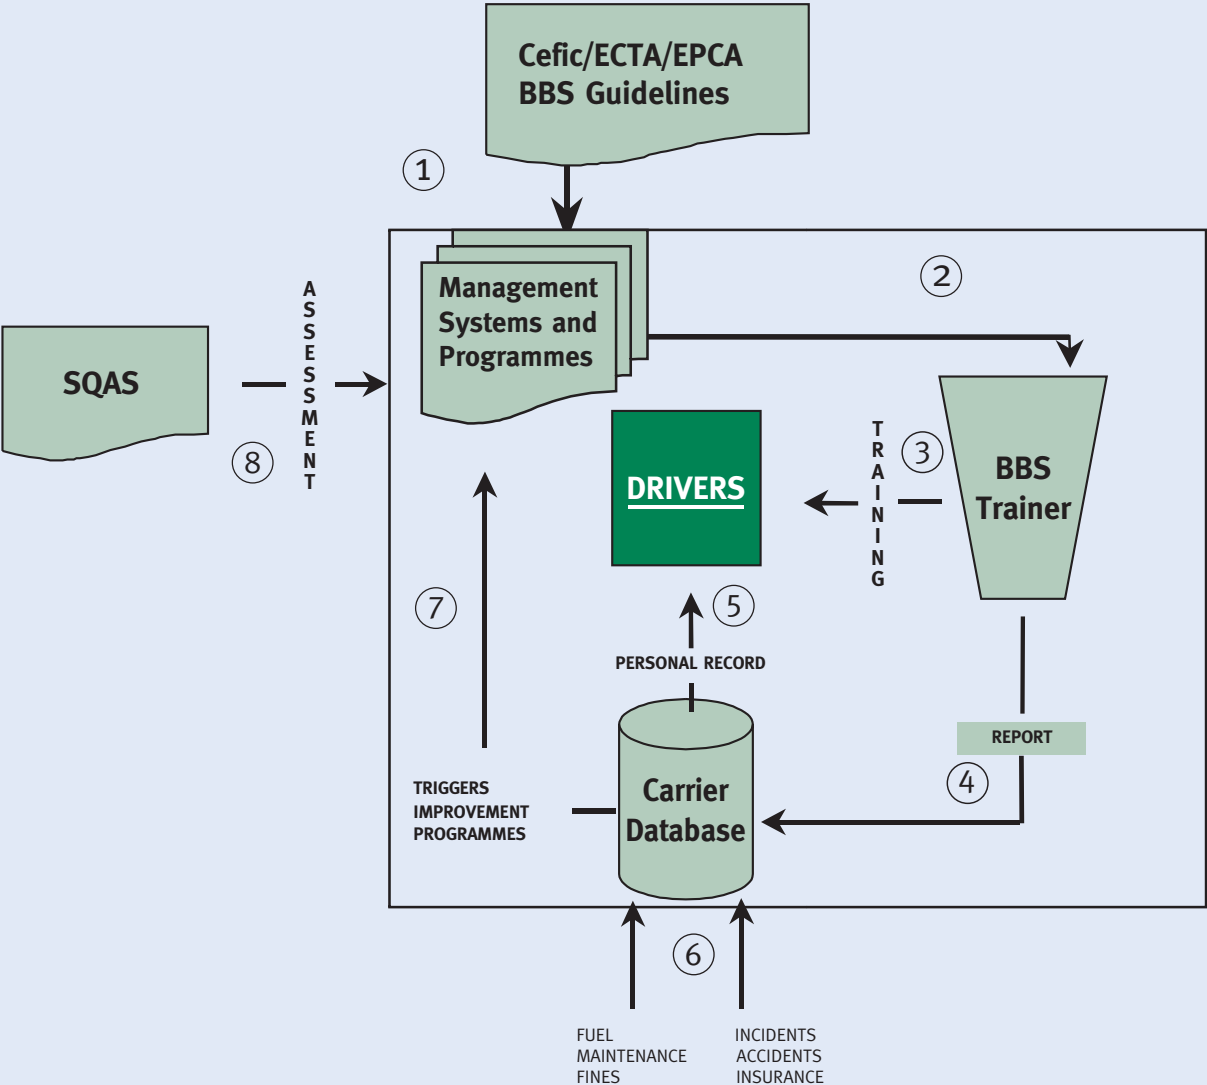 Cefic/ECTA/EPCA
BBS Guidelines
1
2
Management
Systems and
Programmes
ASSESSMENT
SQAS
8
DRIVERS
TRAINING
3
BBS
Trainer
7
5
PERSONAL RECORD
REPORT
4
TRIGGERS
IMPROVEMENT
PROGRAMMES
Carrier
Database
6
FUEL
MAINTENANCE
FINES
INCIDENTS
ACCIDENTS
INSURANCE